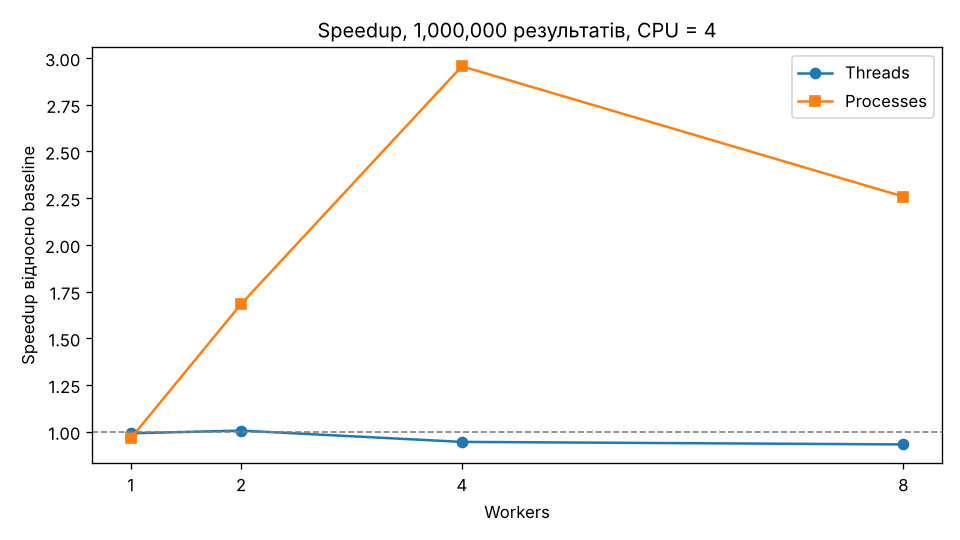 Speedup, 1,000,000 результатів, CPU = 4
Threads
Processes
Speedup відносно baseline
3.00
2.75
2.50
2.25
2.00
1.75
1.50
1.25
1.00
1 2 4 8
Workers